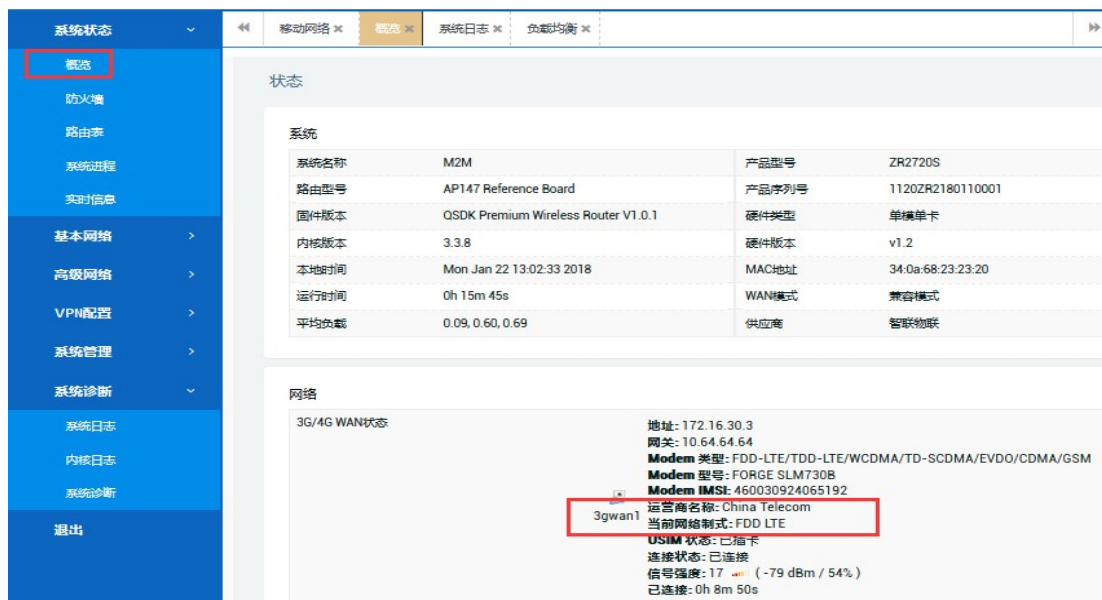 系统状态
概览
防火墙
路由表
系统进程
实时信息
基本网络
高级网络
VPN配置
系统管理
系统诊断
系统日志
内核日志
系统诊断
退出
移动网络 概览 系统日志 负载均衡
状态
系统
系统名称 M2M 产品型号 ZR2720S
路由型号 AP147 Reference Board 产品序列号 1120ZR2180110001
固件版本 QSDK Premium Wireless Router V1.0.1 硬件类型 单模单卡
内核版本 3.3.8 硬件版本 v1.2
本地时间 Mon Jan 22 13:02:33 2018 MAC地址 34:0a:68:23:23:20
运行时间 0h 15m 45s WAN模式 兼容模式
平均负载 0.09, 0.60, 0.69 供应商 智联物联
网络
3G/4G WAN状态
3gwan1
地址: 172.16.30.3
网关: 10.64.64.64
Modem 类型: FDD-LTE/TDD-LTE/WCDMA/TD-SCDMA/EVDO/CDMA/GSM
Modem 型号: FORGE SLM730B
Modem IMSI: 460030924065192
运营商名称: China Telecom
当前网络制式: FDD LTE
USIM 状态: 已插卡
连接状态: 已连接
信号强度: 17 ( -79 dBm / 54% )
已连接: 0h 8m 50s